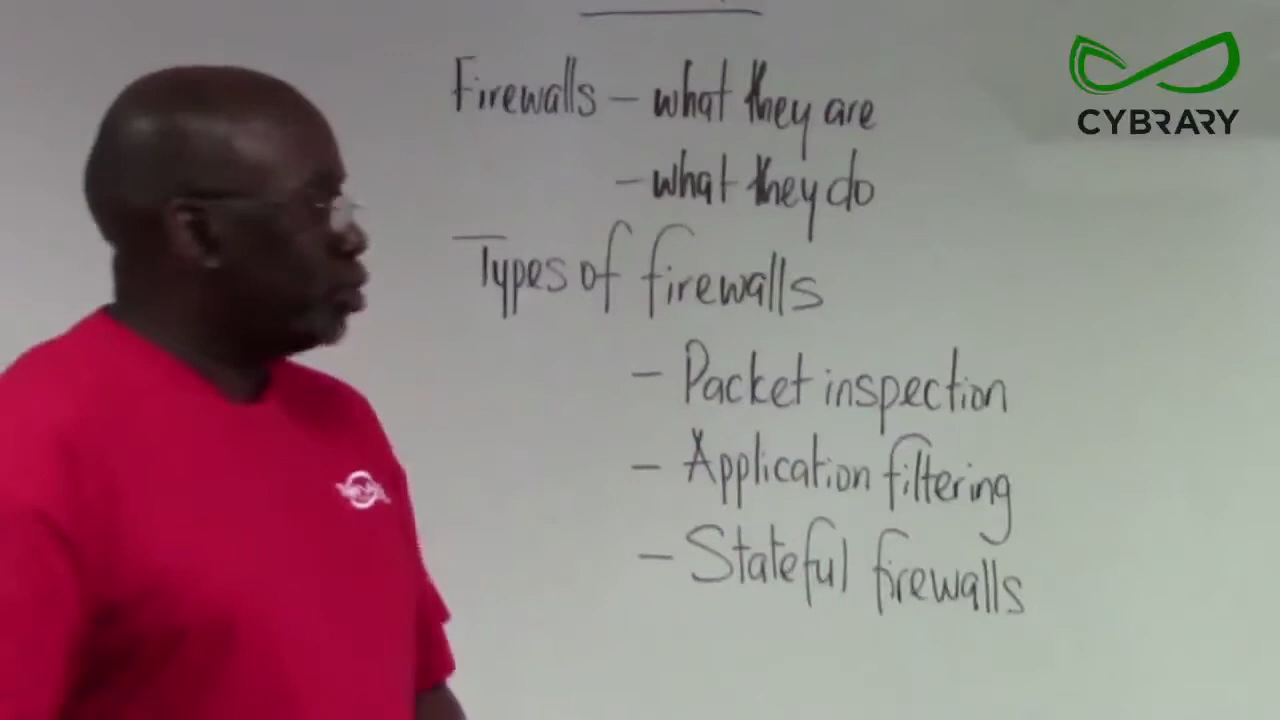 CYBRARY
Firewalls – what they are
– what they do
Types of firewalls
– Packet inspection
– Application filtering
– Stateful firewalls